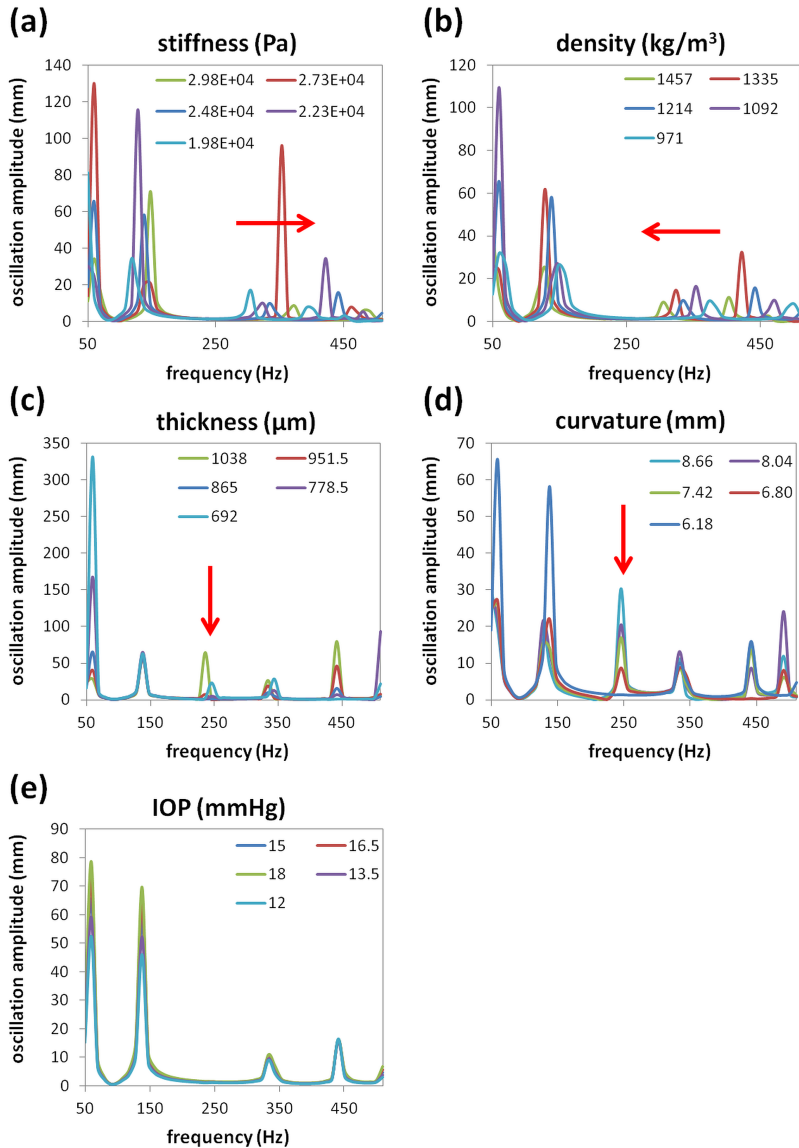 (a)
stiffness (Pa)
oscillation amplitude (mm)
140
120
100
80
60
40
20
0
2.98E+04 2.73E+04
2.48E+04 2.23E+04
1.98E+04
50 250 450
frequency (Hz)
(b)
density (kg/m³)
oscillation amplitude (mm)
120
100
80
60
40
20
0
1457 1335
1214 1092
971
50 250 450
frequency (Hz)
(c)
thickness (μm)
oscillation amplitude (mm)
350
300
250
200
150
100
50
0
1038 951.5
865 778.5
692
50 150 250 349 450
frequency (Hz)
(d)
curvature (mm)
oscillation amplitude (mm)
70
60
50
40
30
20
10
0
8.66 8.04
7.42 6.80
6.18
50 150 250 349 450
frequency (Hz)
(e)
IOP (mmHg)
oscillation amplitude (mm)
90
80
70
60
50
40
30
20
10
0
15 16.5
18 13.5
12
50 150 250 349 450
frequency (Hz)